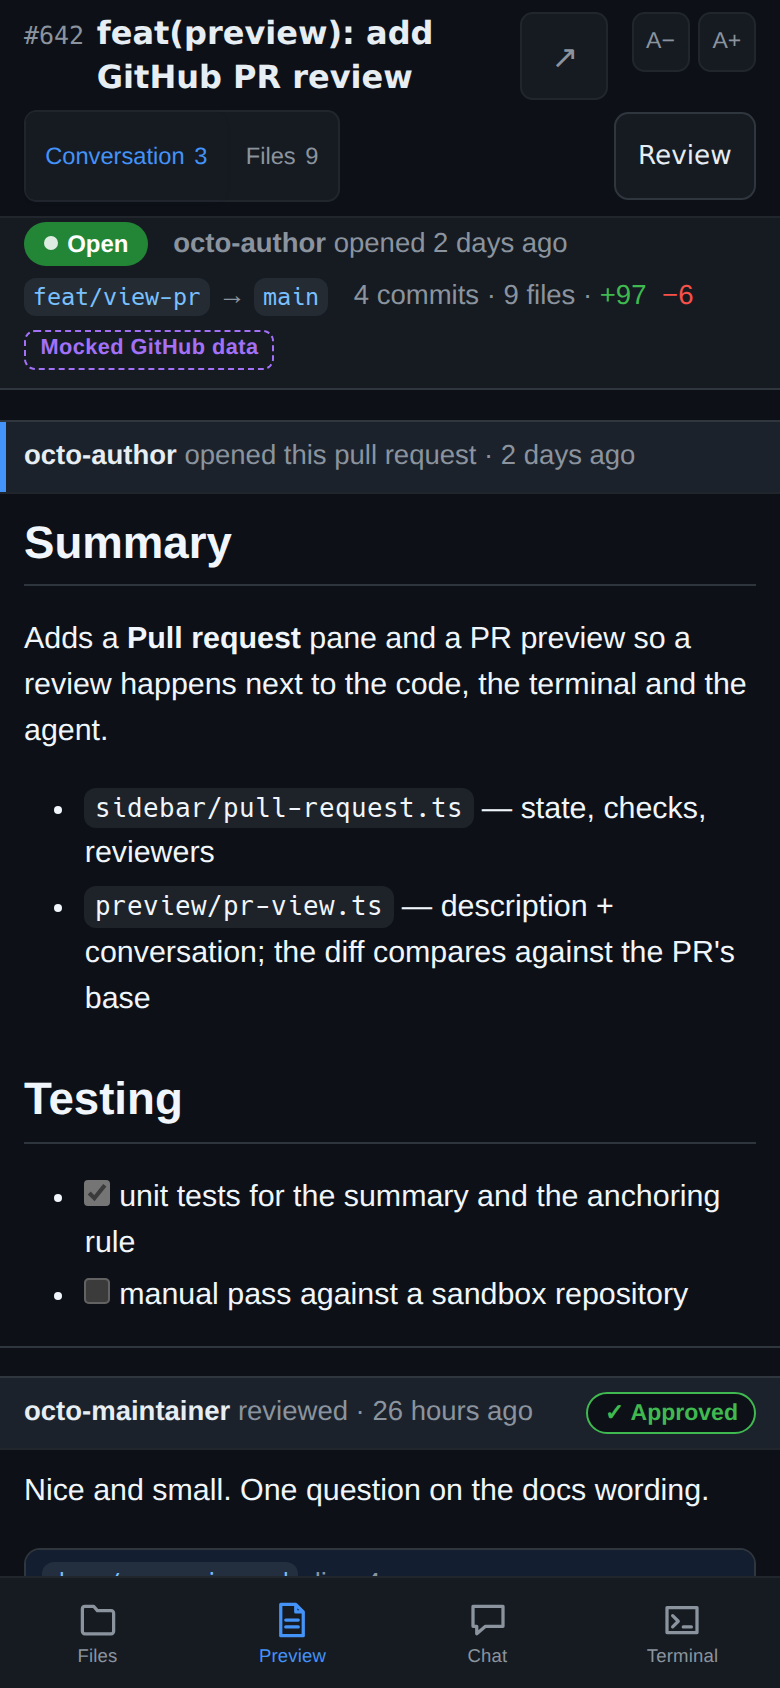 #642 feat(preview): add
GitHub PR review
↗ A− A+
Conversation 3 Files 9 Review
Open octo-author opened 2 days ago
feat/view-pr → main 4 commits · 9 files · +97 −6
Mocked GitHub data
octo-author opened this pull request · 2 days ago
Summary
Adds a Pull request pane and a PR preview so a
review happens next to the code, the terminal and the
agent.
• sidebar/pull-request.ts — state, checks,
reviewers
• preview/pr-view.ts — description +
conversation; the diff compares against the PR's
base
Testing
• unit tests for the summary and the anchoring
rule
• manual pass against a sandbox repository
octo-maintainer reviewed · 26 hours ago ✓ Approved
Nice and small. One question on the docs wording.
Files Preview Chat Terminal